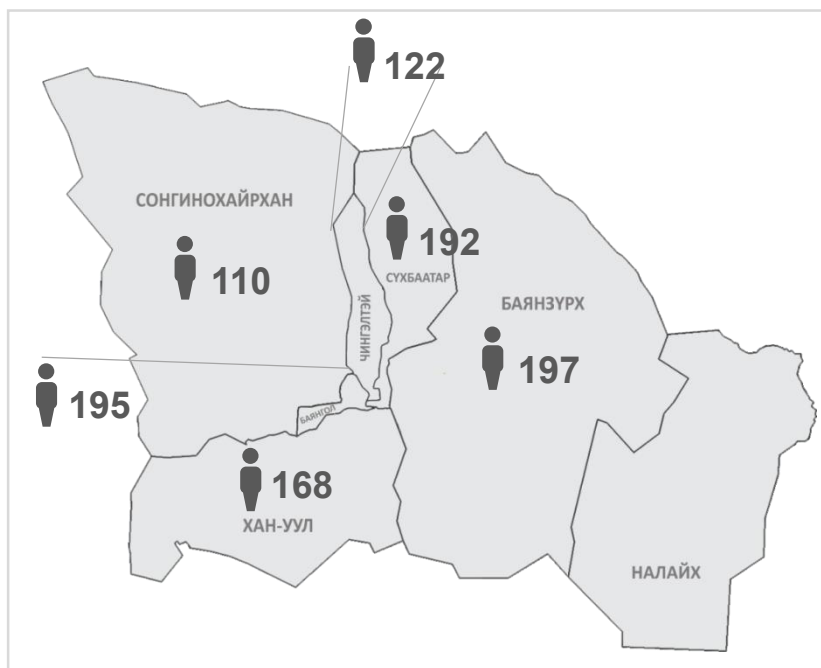 122
СОНГИНОХАЙРХАН
192
110
СҮХБААТАР
БАЯНЗҮРХ
ЧИНГЭЛТЭЙ
197
195
БАЯНГОЛ
168
ХАН-УУЛ
НАЛАЙХ